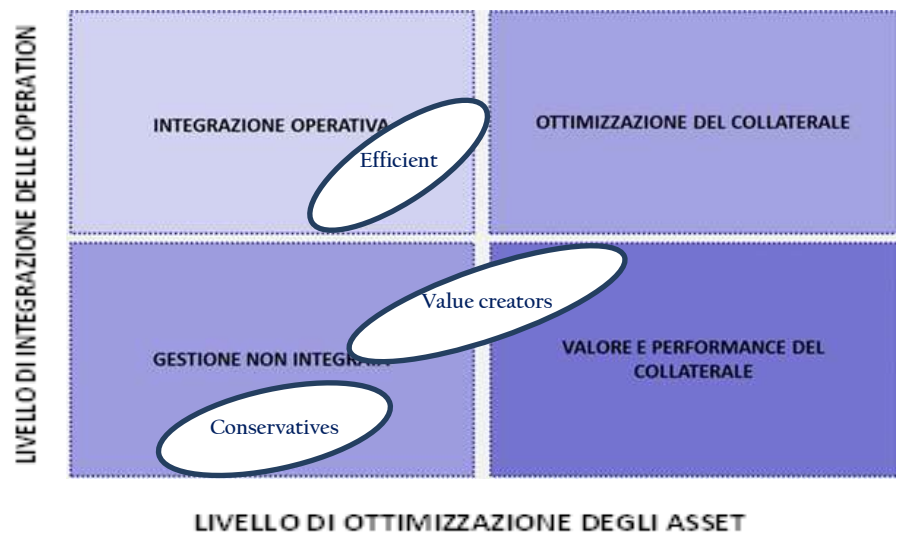 LIVELLO DI INTEGRAZIONE DELLE OPERATION
INTEGRAZIONE OPERATIVA
OTTIMIZZAZIONE DEL COLLATERALE
Efficient
Value creators
GESTIONE NON
VALORE E PERFORMANCE DEL
COLLATERALE
Conservatives
LIVELLO DI OTTIMIZZAZIONE DEGLI ASSET